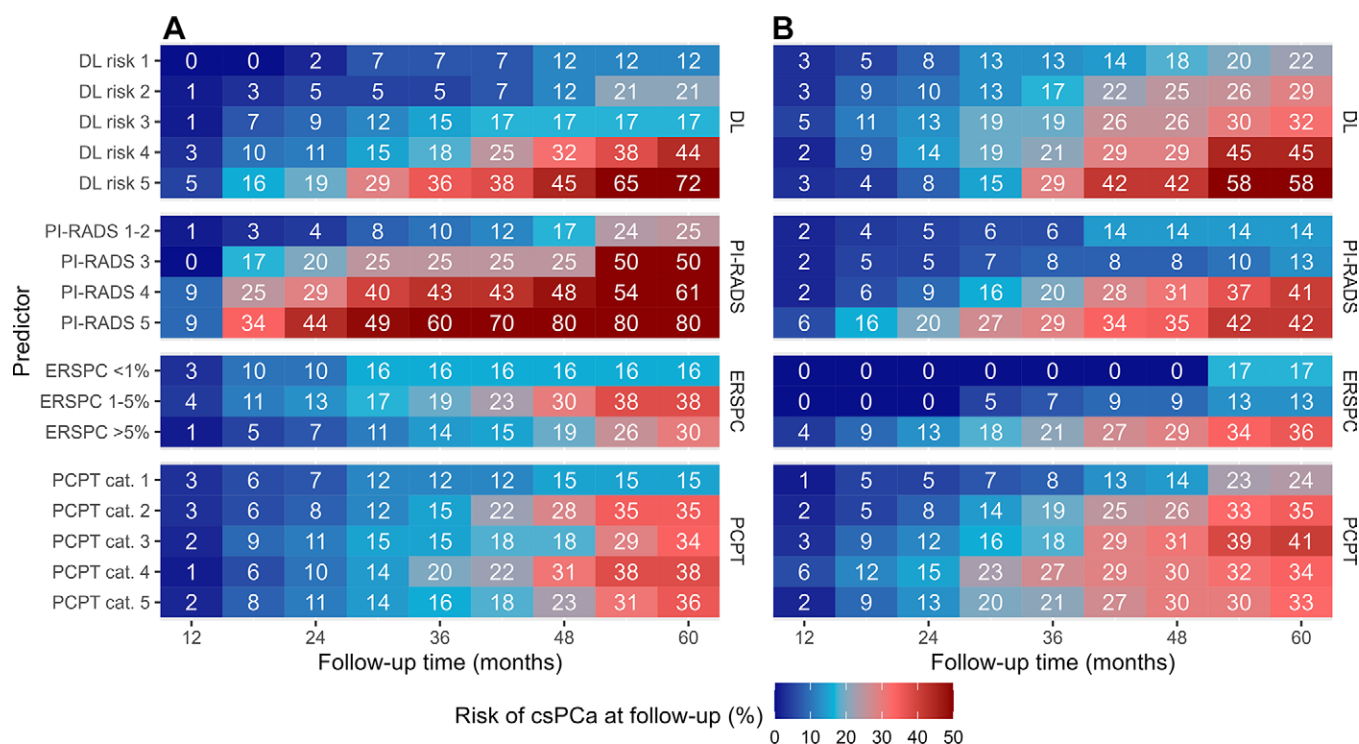 A
B
DL risk 1 0 0 2 7 7 7 12 12 12 3 5 8 13 13 14 18 20 22
DL risk 2 1 3 5 5 5 7 12 21 21 3 9 10 13 17 22 25 26 29
DL risk 3 1 7 9 12 15 17 17 17 17 5 11 13 19 19 26 26 30 32
DL risk 4 3 10 11 15 18 25 32 38 44 2 9 14 19 21 29 29 45 45
DL risk 5 5 16 19 29 36 38 45 65 72 3 4 8 15 29 42 42 58 58
DL
DL
PI-RADS 1-2 1 3 4 8 10 12 17 24 25 2 4 5 6 6 14 14 14 14
PI-RADS 3 0 17 20 25 25 25 25 50 50 2 5 5 7 8 8 8 10 13
PI-RADS 4 9 25 29 40 43 43 48 54 61 2 6 9 16 20 28 31 37 41
PI-RADS 5 9 34 44 49 60 70 80 80 80 6 16 20 27 29 34 35 42 42
PI-RADS
PI-RADS
Predictor
ERSPC <1% 3 10 10 16 16 16 16 16 16 0 0 0 0 0 0 0 17 17
ERSPC 1-5% 4 11 13 17 19 23 30 38 38 0 0 0 5 7 9 9 13 13
ERSPC >5% 1 5 7 11 14 15 19 26 30 4 9 13 18 21 27 29 34 36
ERSPC
ERSPC
PCPT cat. 1 3 6 7 12 12 12 15 15 15 1 5 5 7 8 13 14 23 24
PCPT cat. 2 3 6 8 12 15 22 28 35 35 2 5 8 14 19 25 26 33 35
PCPT cat. 3 2 9 11 15 15 18 18 29 34 3 9 12 16 18 29 31 39 41
PCPT cat. 4 1 6 10 14 20 22 31 38 38 6 12 15 23 27 29 30 32 34
PCPT cat. 5 2 8 11 14 16 18 23 31 36 2 9 13 20 21 27 30 30 33
PCPT
PCPT
12 24 36 48 60 12 24 36 48 60
Follow-up time (months) Follow-up time (months)
Risk of csPCa at follow-up (%)
0 10 20 30 40 50